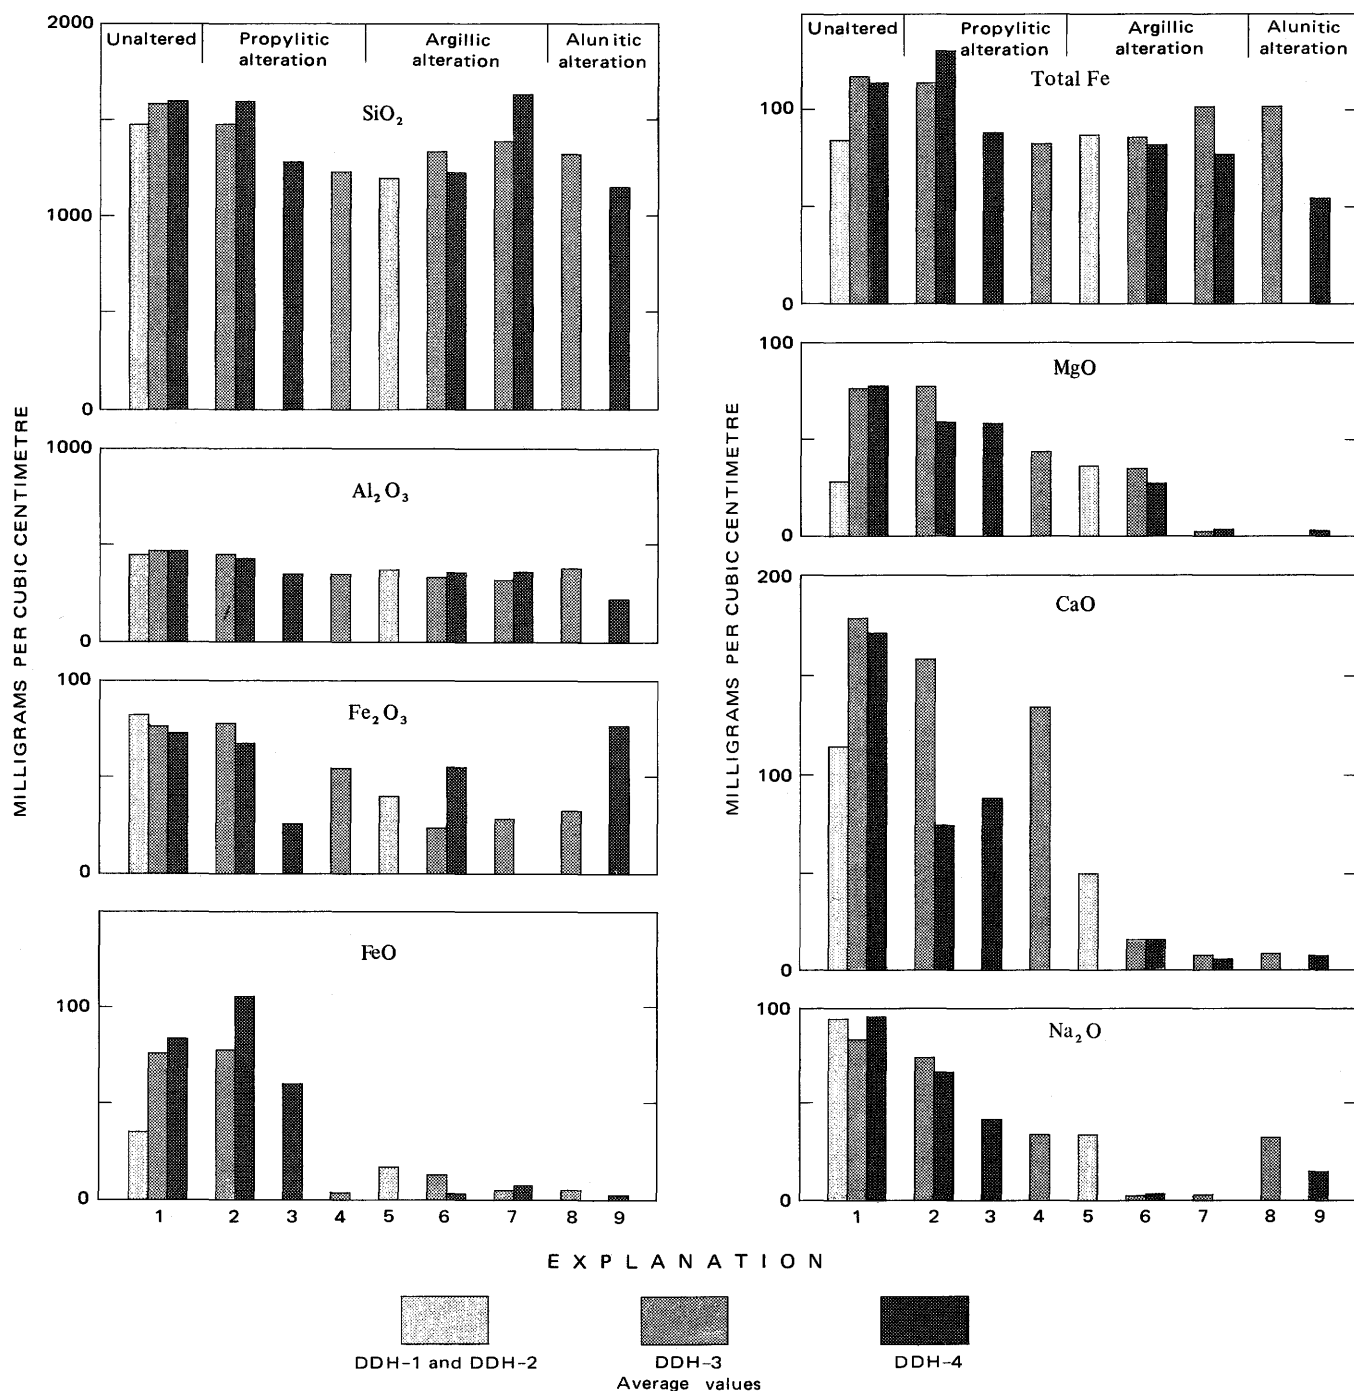 2000
Unaltered
Propylitic
alteration
Argillic
alteration
Alunitic
alteration
SiO₂
1000
0
1000
Al₂O₃
0
100
Fe₂O₃
0
FeO
100
0
1 2 3 4 5 6 7 8 9
MILLIGRAMS PER CUBIC CENTIMETRE
Unaltered
Propylitic
alteration
Argillic
alteration
Alunitic
alteration
Total Fe
100
0
100
MgO
0
200
CaO
100
0
100
Na₂O
0
1 2 3 4 5 6 7 8 9
MILLIGRAMS PER CUBIC CENTIMETRE
EXPLANATION
DDH-1 and DDH-2
DDH-3
DDH-4
Average values